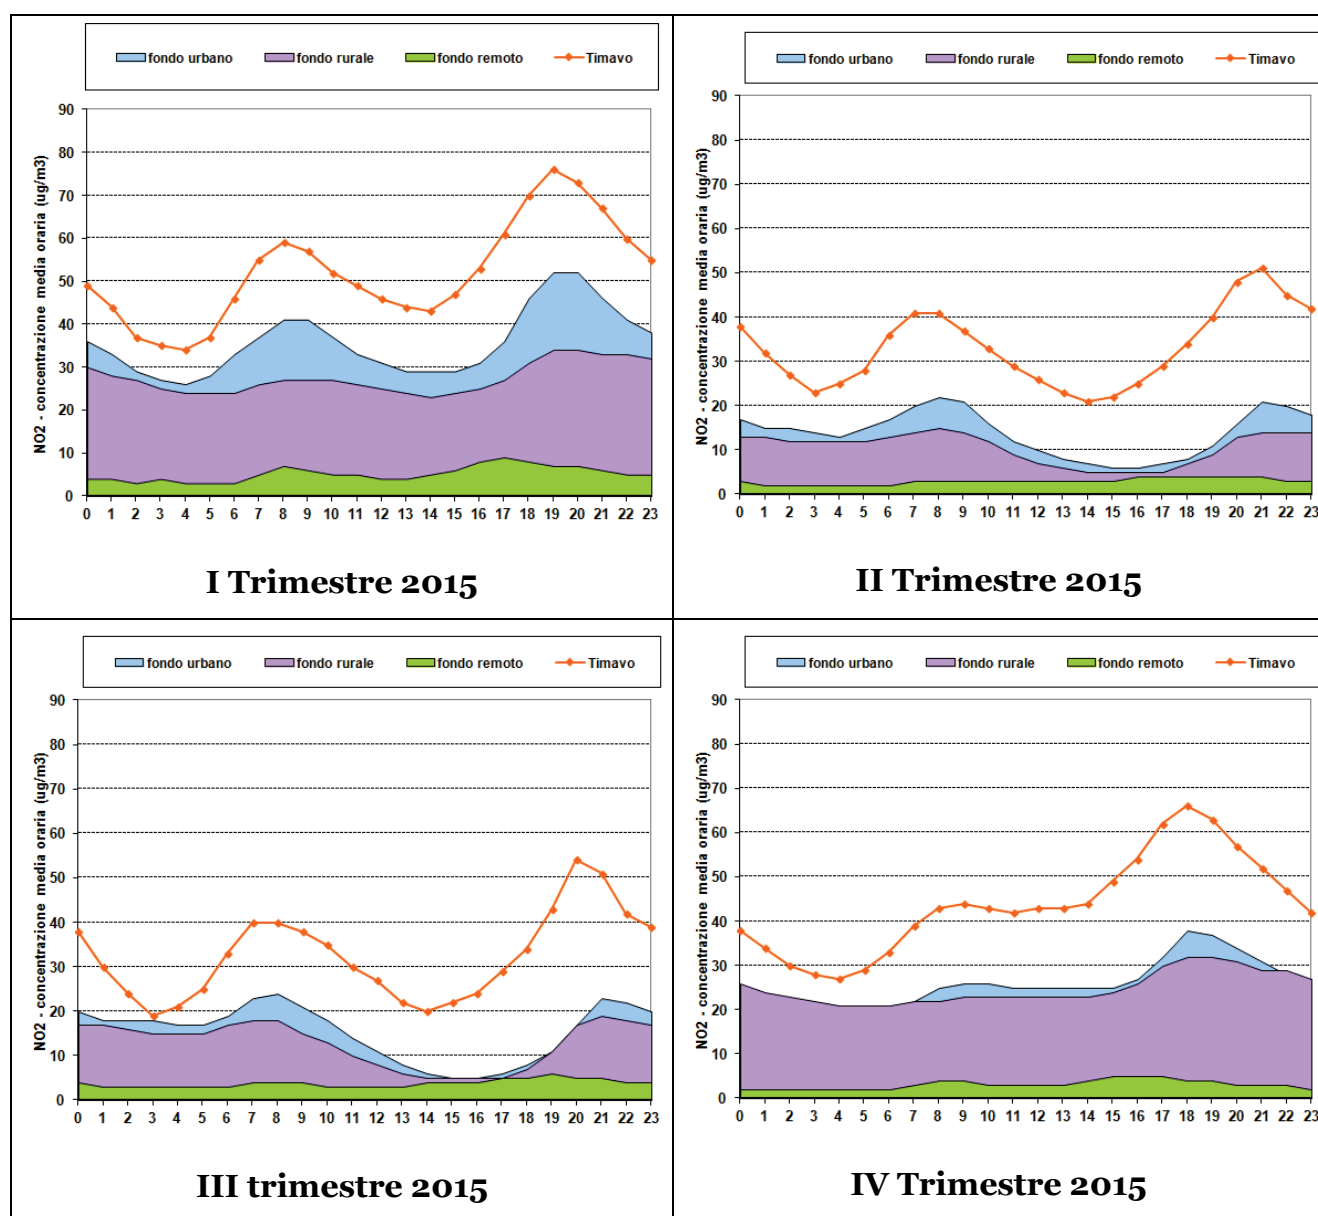 fondo urbano fondo rurale fondo remoto Timavo
NO2 - concentrazione media oraria (ug/m3)
90
80
70
60
50
40
30
20
10
0
0 1 2 3 4 5 6 7 8 9 10 11 12 13 14 15 16 17 18 19 20 21 22 23
I Trimestre 2015
fondo urbano fondo rurale fondo remoto Timavo
NO2 - concentrazione media oraria (ug/m3)
90
80
70
60
50
40
30
20
10
0
0 1 2 3 4 5 6 7 8 9 10 11 12 13 14 15 16 17 18 19 20 21 22 23
II Trimestre 2015
fondo urbano fondo rurale fondo remoto Timavo
NO2 - concentrazione media oraria (ug/m3)
90
80
70
60
50
40
30
20
10
0
0 1 2 3 4 5 6 7 8 9 10 11 12 13 14 15 16 17 18 19 20 21 22 23
III trimestre 2015
fondo urbano fondo rurale fondo remoto Timavo
NO2 - concentrazione media oraria (ug/m3)
90
80
70
60
50
40
30
20
10
0
0 1 2 3 4 5 6 7 8 9 10 11 12 13 14 15 16 17 18 19 20 21 22 23
IV Trimestre 2015